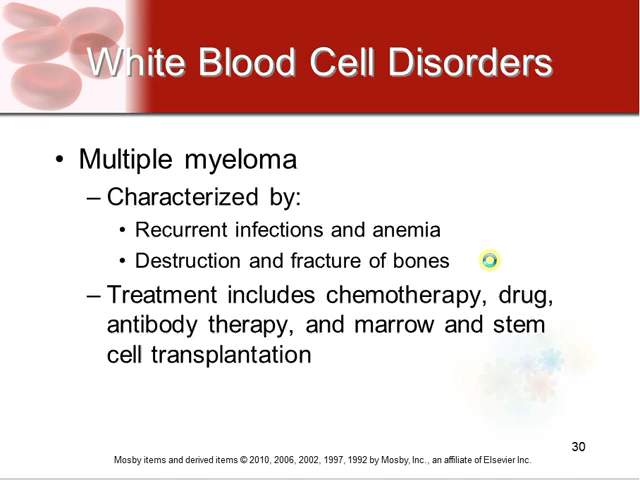 White Blood Cell Disorders
• Multiple myeloma
– Characterized by:
• Recurrent infections and anemia
• Destruction and fracture of bones
– Treatment includes chemotherapy, drug,
antibody therapy, and marrow and stem
cell transplantation
30
Mosby items and derived items © 2010, 2006, 2002, 1997, 1992 by Mosby, Inc., an affiliate of Elsevier Inc.